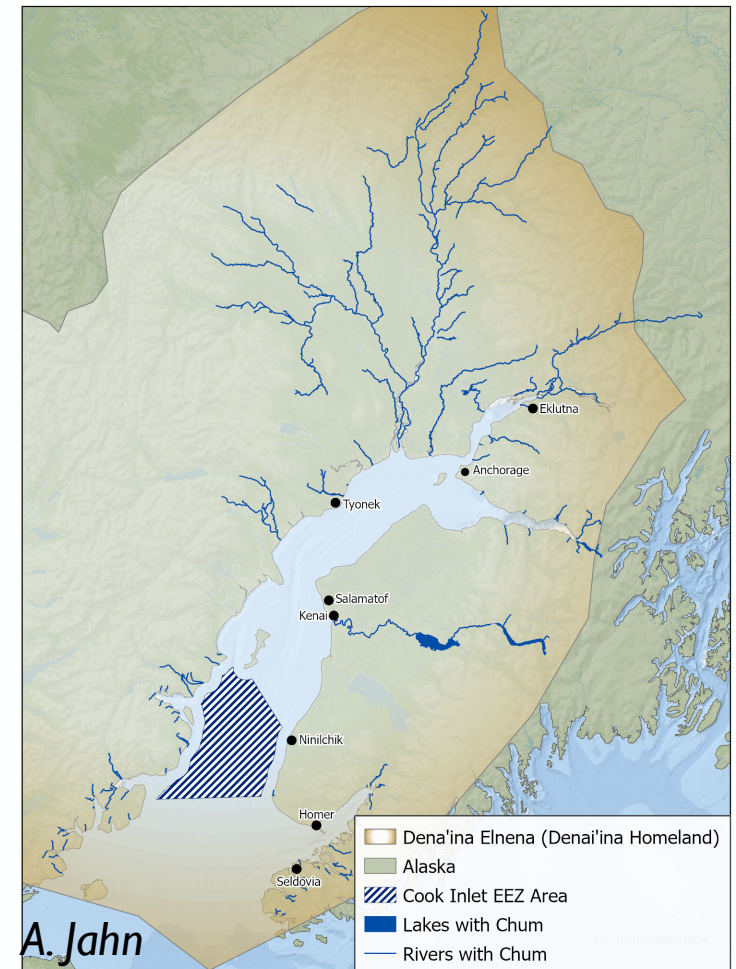 Eklutna
Anchorage
Tyonek
Salamatof
Kenai
Ninilchik
Homer
Seldovia
Dena'ina Elnena (Denai'ina Homeland)
Alaska
Cook Inlet EEZ Area
Lakes with Chum
Rivers with Chum
A. Jahn